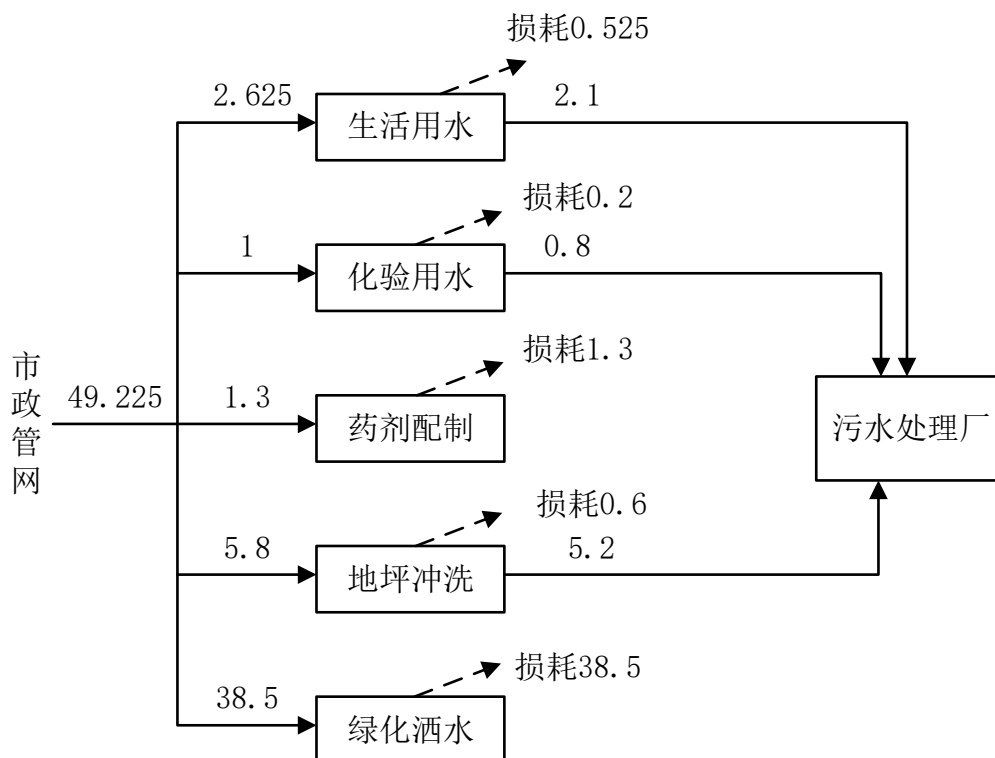 损耗0.525
2.625
生活用水
2.1
损耗0.2
1
化验用水
0.8
市政管网
49.225
损耗1.3
1.3
药剂配制
污水处理厂
损耗0.6
5.8
地坪冲洗
5.2
损耗38.5
38.5
绿化洒水